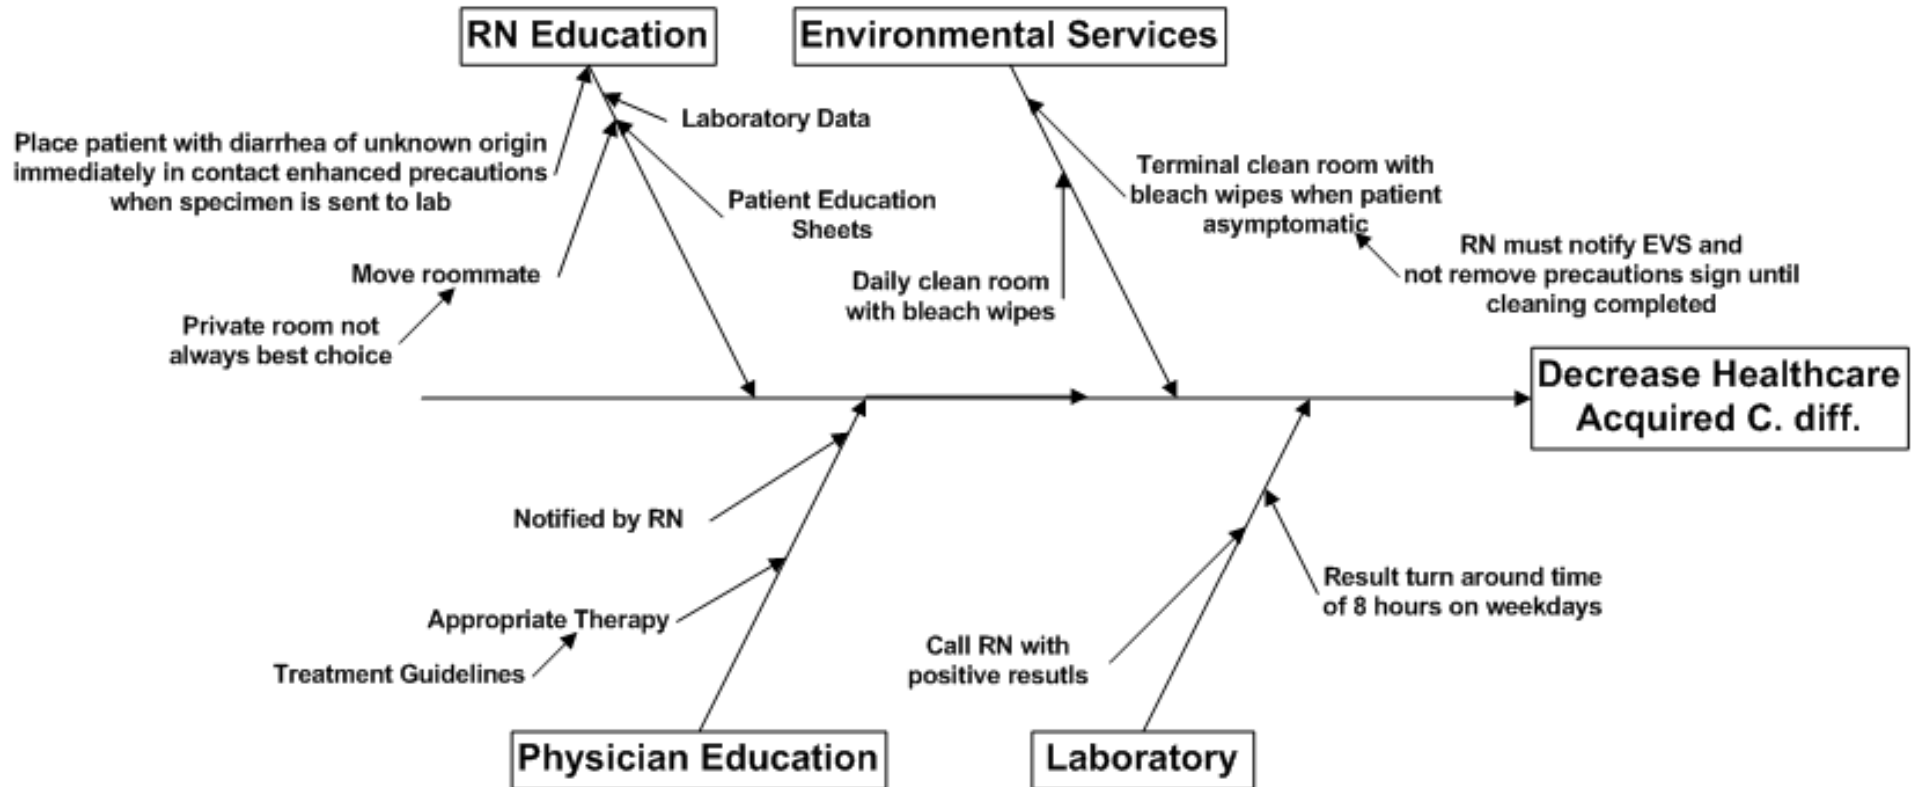 RN Education
Environmental Services
Laboratory Data
Place patient with diarrhea of unknown origin
immediately in contact enhanced precautions
when specimen is sent to lab
Patient Education
Sheets
Move roommate
Private room not
always best choice
Terminal clean room with
bleach wipes when patient
asymptomatic
RN must notify EVS and
not remove precautions sign until
cleaning completed
Daily clean room
with bleach wipes
Decrease Healthcare
Acquired C. diff.
Notified by RN
Appropriate Therapy
Treatment Guidelines
Result turn around time
of 8 hours on weekdays
Call RN with
positive resutls
Physician Education
Laboratory